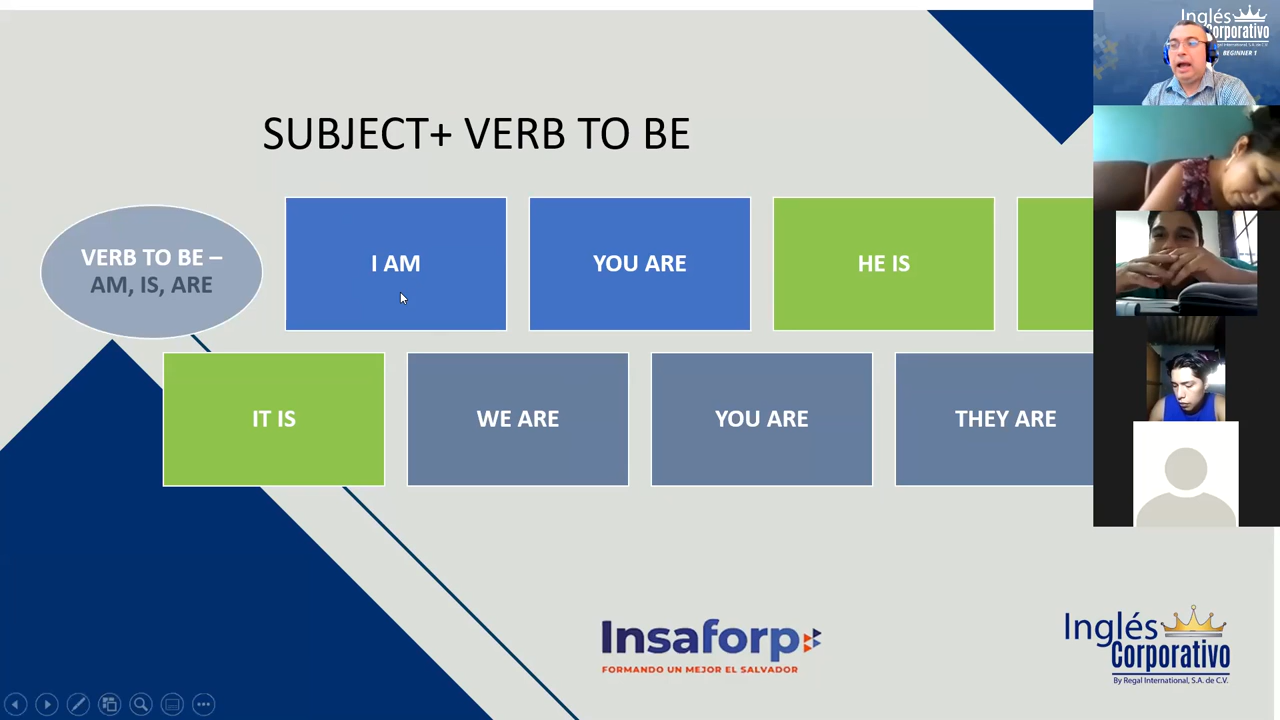 SUBJECT+ VERB TO BE
VERB TO BE –
AM, IS, ARE
I AM
YOU ARE
HE IS
IT IS
WE ARE
YOU ARE
THEY ARE
Insaforp
FORMANDO UN MEJOR EL SALVADOR
Inglés
Corporativo
By Regal International, S.A. de C.V.
Inglés
Corporativo
BEGINNER 1